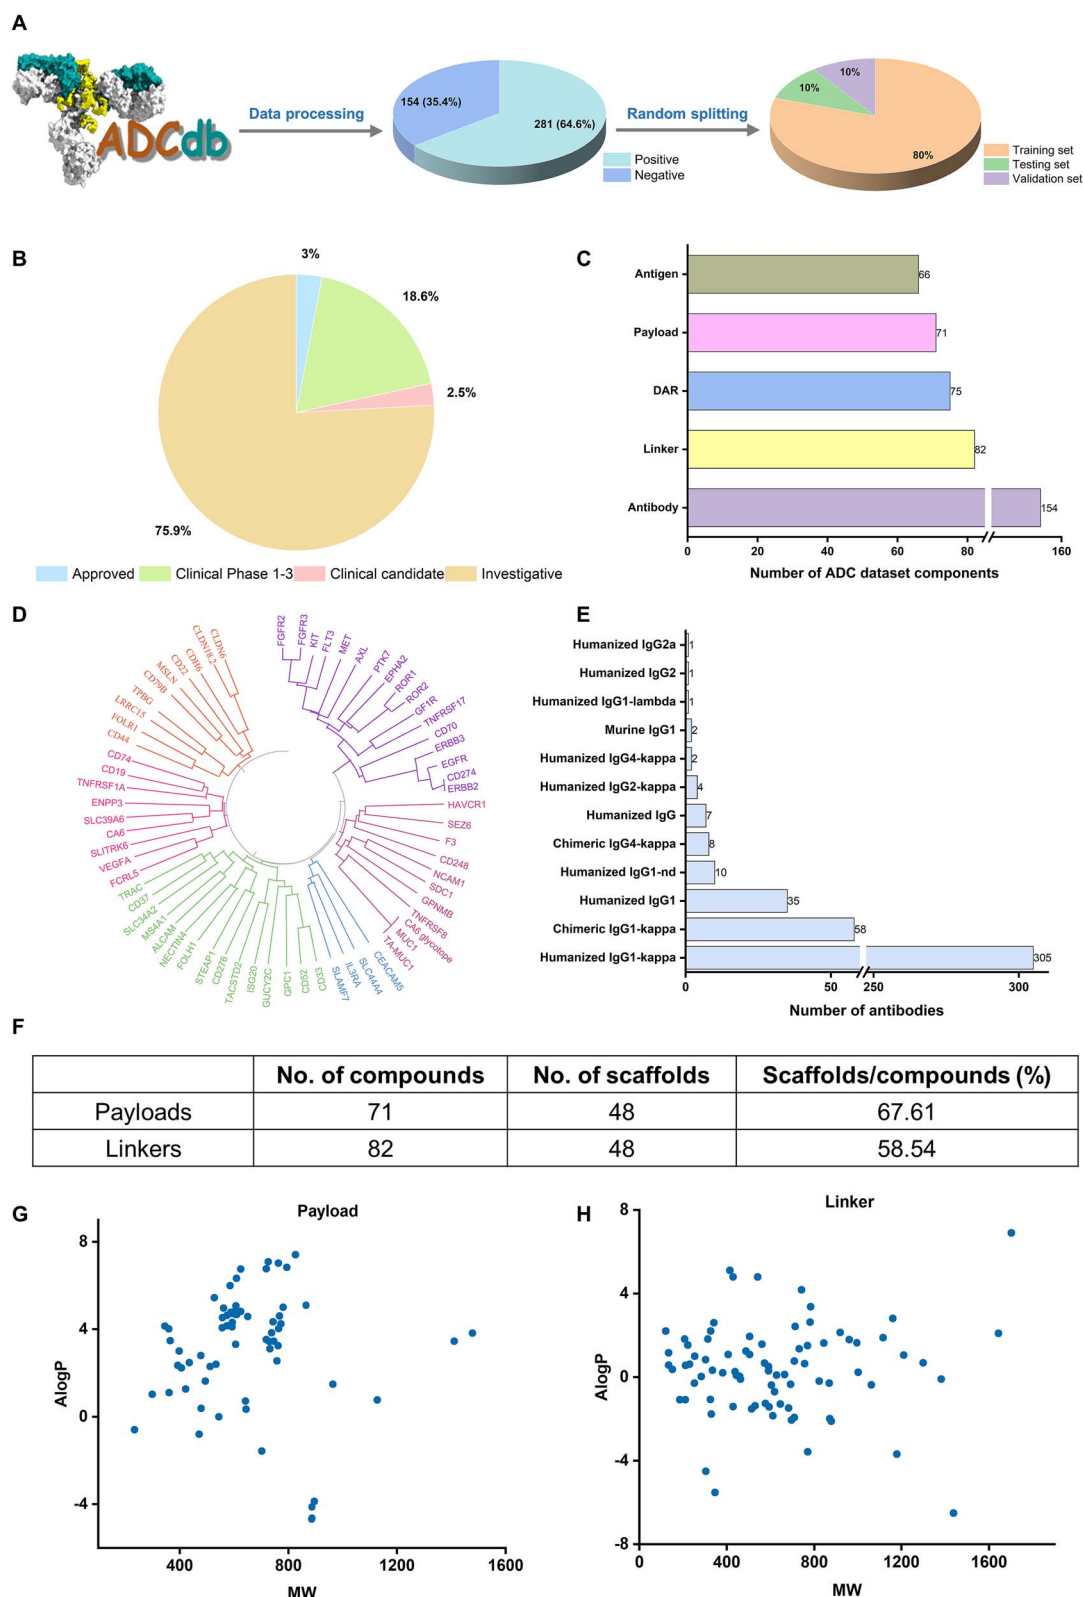 A
ADCdb
Data processing
154 (35.4%)
281 (64.6%)
Positive
Negative
Random splitting
10%
10%
80%
Training set
Testing set
Validation set
B
3%
18.6%
2.5%
75.9%
Approved
Clinical Phase 1-3
Clinical candidate
Investigative
C
Antigen
66
Payload
71
DAR
75
Linker
82
Antibody
154
0
20
40
60
80
160
Number of ADC dataset components
D
FGFR2
FGFR3
KIT
FLT3
MET
AXL
PTK7
EPHA2
ROR1
ROR2
GF1R
TNFRSF17
CD70
ERBB3
EGFR
CD274
ERBB2
HAVCR1
SEZ6
F3
CD248
NCAM1
SDC1
GPNMB
TNFRSF8
CA6 glycotope
MUC1
TA-MUC1
CEACAM5
SLC44A4
IL3RA
SLAMF7
CD33
CD52
GPC1
GUCY2C
ISG20
TACSTD2
CD276
STEAP1
FOLH1
NECTIN4
ALCAM
MS4A1
SLC34A2
CD37
TRAC
FCRL5
VEGFA
SLITRK6
CA6
SLC39A6
ENPP3
TNFRSF1A
CD19
CD74
CD44
FOLR1
LRRC15
TPBG
CD79B
MSLN
CD22
CDH6
CLDN18.2
CLDN6
E
Humanized IgG2a
1
Humanized IgG2
1
Humanized IgG1-lambda
1
Murine IgG1
2
Humanized IgG4-kappa
2
Humanized IgG2-kappa
4
Humanized IgG
7
Chimeric IgG4-kappa
8
Humanized IgG1-nd
10
Humanized IgG1
35
Chimeric IgG1-kappa
58
Humanized IgG1-kappa
305
0
50
250
300
Number of antibodies
F
No. of compounds
No. of scaffolds
Scaffolds/compounds (%)
Payloads
71
48
67.61
Linkers
82
48
58.54
G
Payload
8
4
0
-4
AlogP
400
800
1200
1600
MW
H
Linker
8
4
0
-4
-8
AlogP
0
400
800
1200
1600
MW